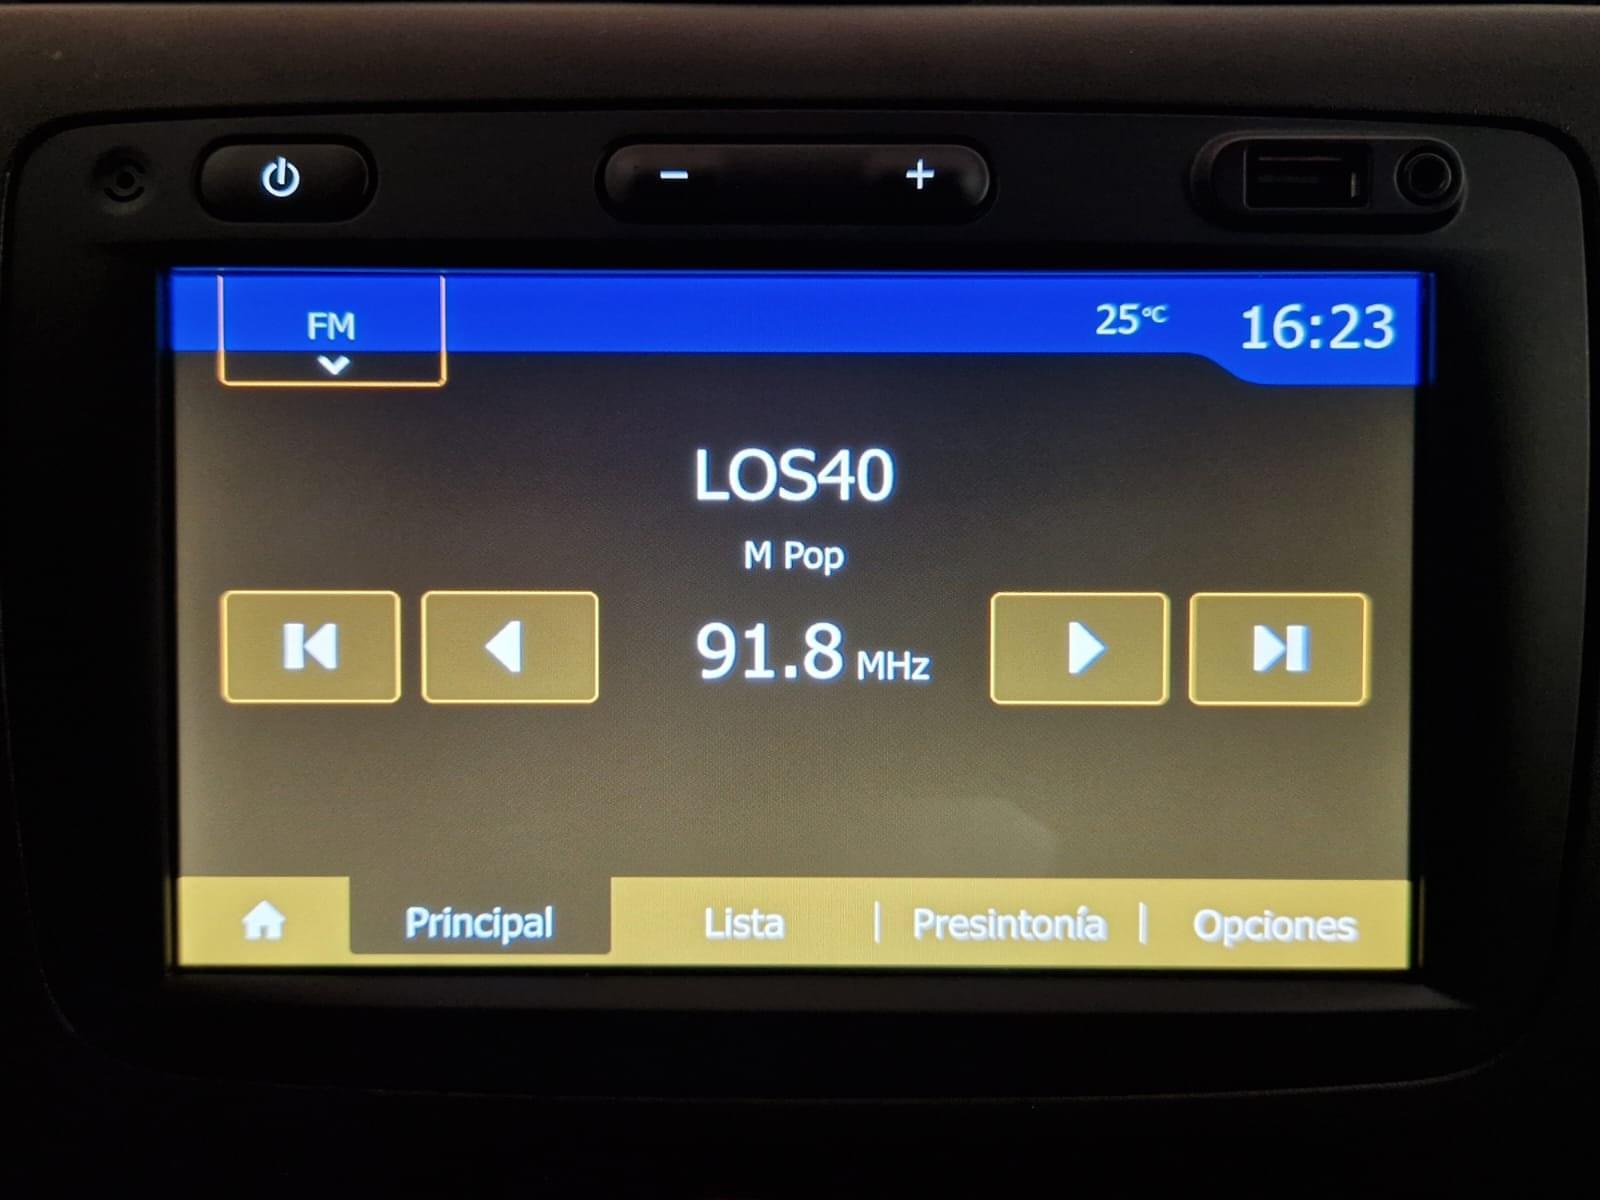 FM
25°C
16:23
LOS40
M Pop
91.8 MHz
Principal
Lista
Presintonía
Opciones